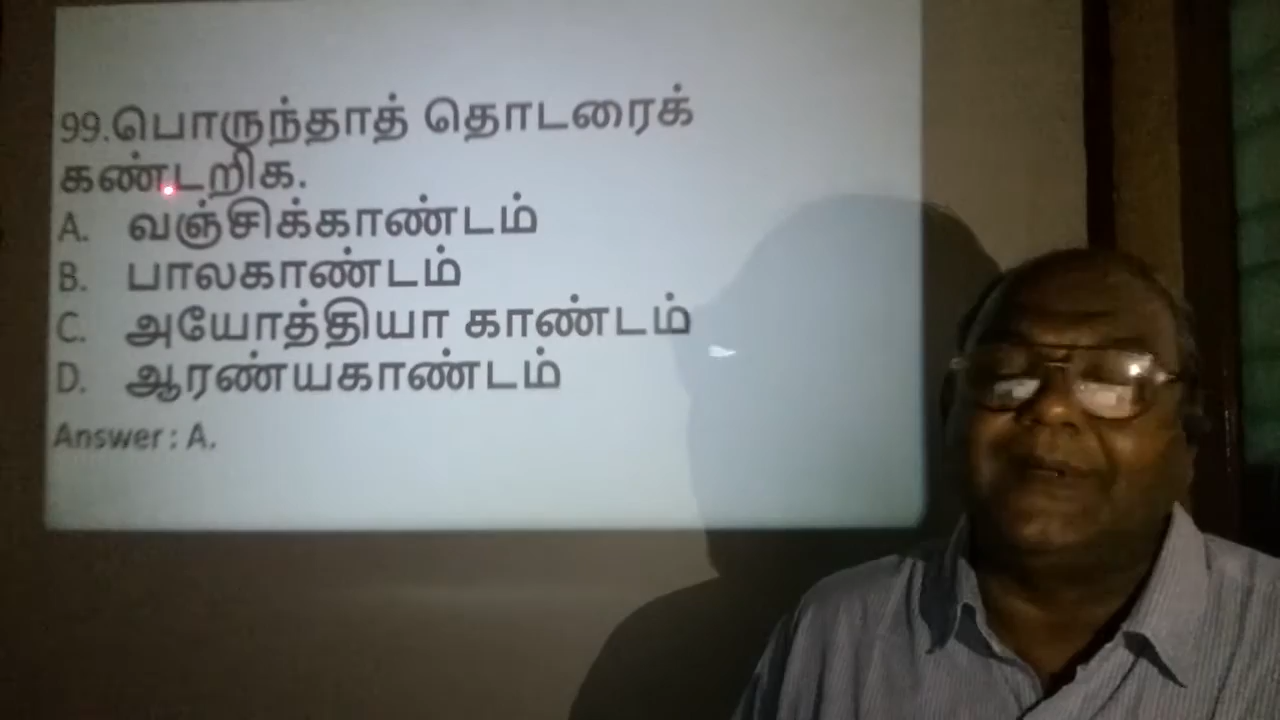 99.பொருந்தாத் தொடரைக்
கண்டறிக.
A. வஞ்சிக்காண்டம்
B. பாலகாண்டம்
C. அயோத்தியா காண்டம்
D. ஆரண்யகாண்டம்
Answer : A.